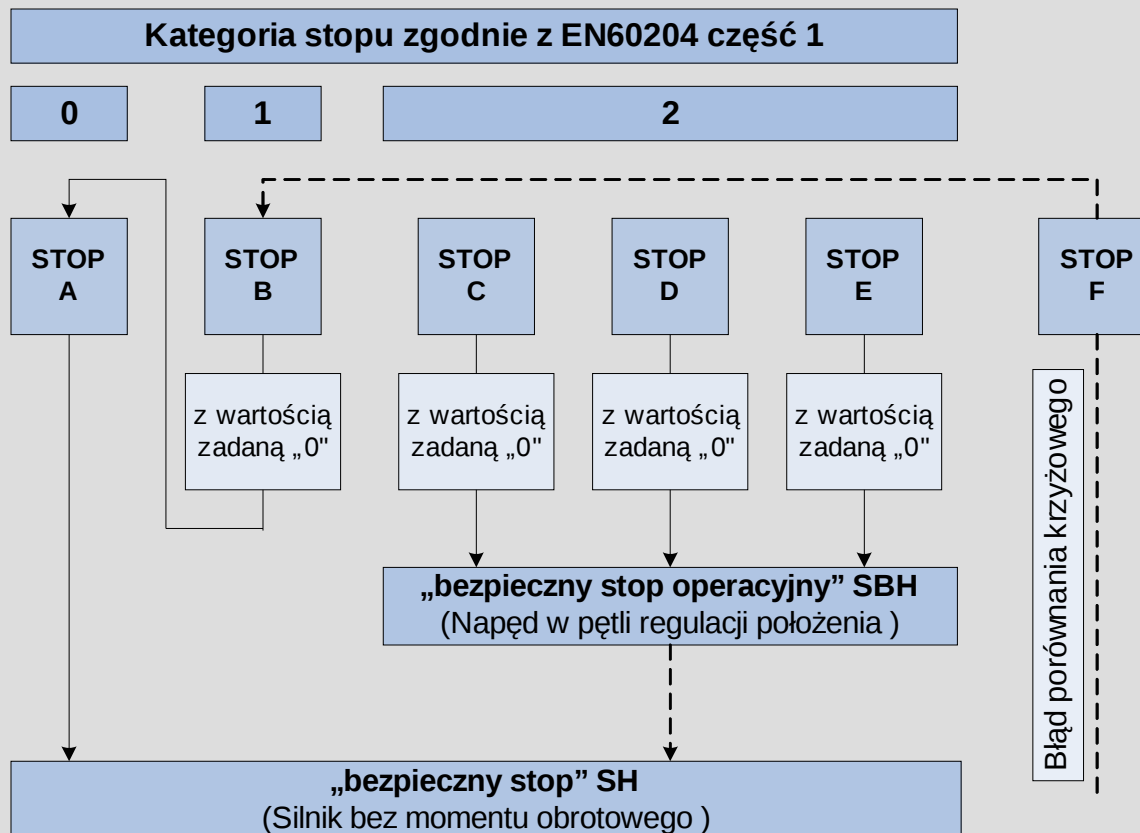 Kategoria stopu zgodnie z EN60204 część 1
0
1
2
STOP
A
STOP
B
STOP
C
STOP
D
STOP
E
STOP
F
z wartością
zadaną „0"
z wartością
zadaną „0"
z wartością
zadaną „0"
z wartością
zadaną „0"
Błąd porównania krzyżowego
„bezpieczny stop operacyjny” SBH
(Napęd w pętli regulacji położenia )
„bezpieczny stop” SH
(Silnik bez momentu obrotowego )